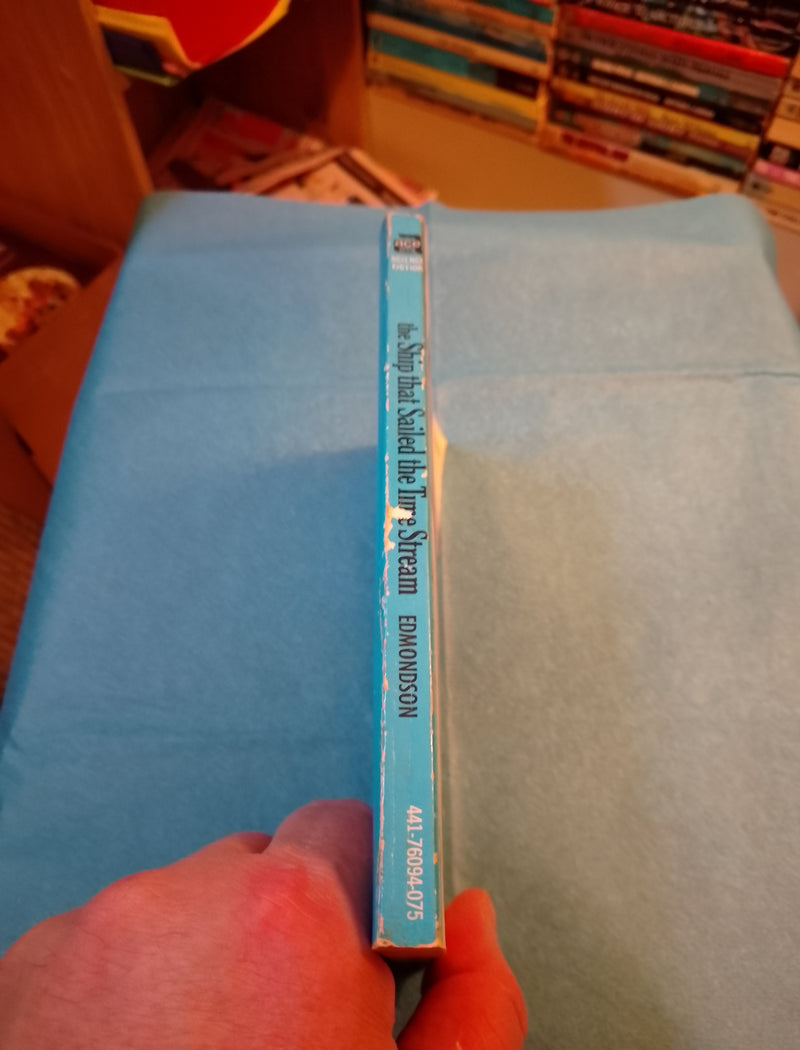 ace
SCIENCE
FICTION
the Ship that Sailed the Time Stream EDMONDSON
441-76094-075